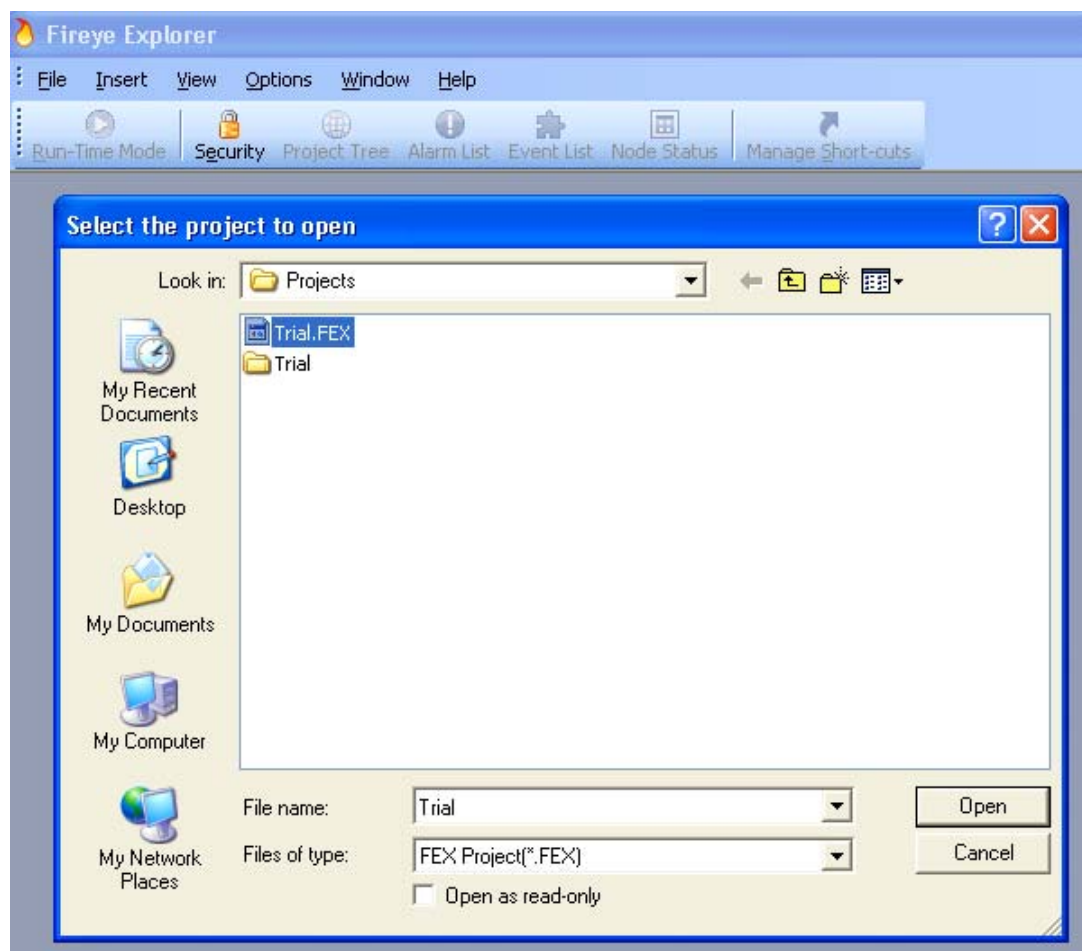 Fireye Explorer
File Insert View Options Window Help
Run-Time Mode Security Project Tree Alarm List Event List Node Status Manage Short-cuts
Select the project to open
Look in: Projects
Trial.FEX
Trial
My Recent
Documents
Desktop
My Documents
My Computer
My Network
Places
File name: Trial Open
Files of type: FEX Project(*.FEX) Cancel
Open as read-only